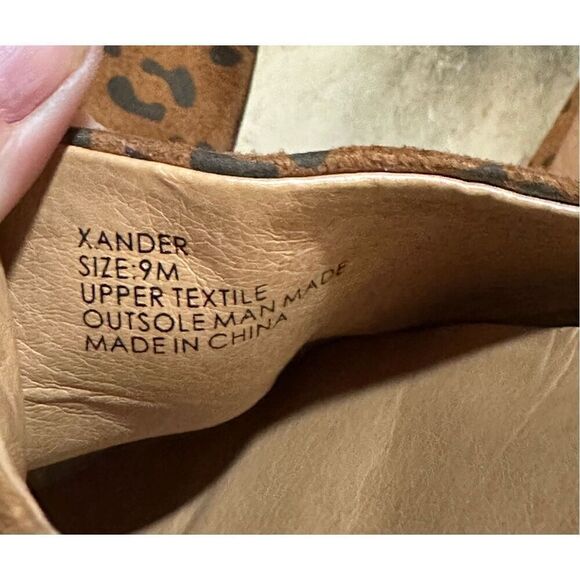 XANDER
SIZE:9M
UPPER TEXTILE
OUTSOLE MAN MADE
MADE IN CHINA